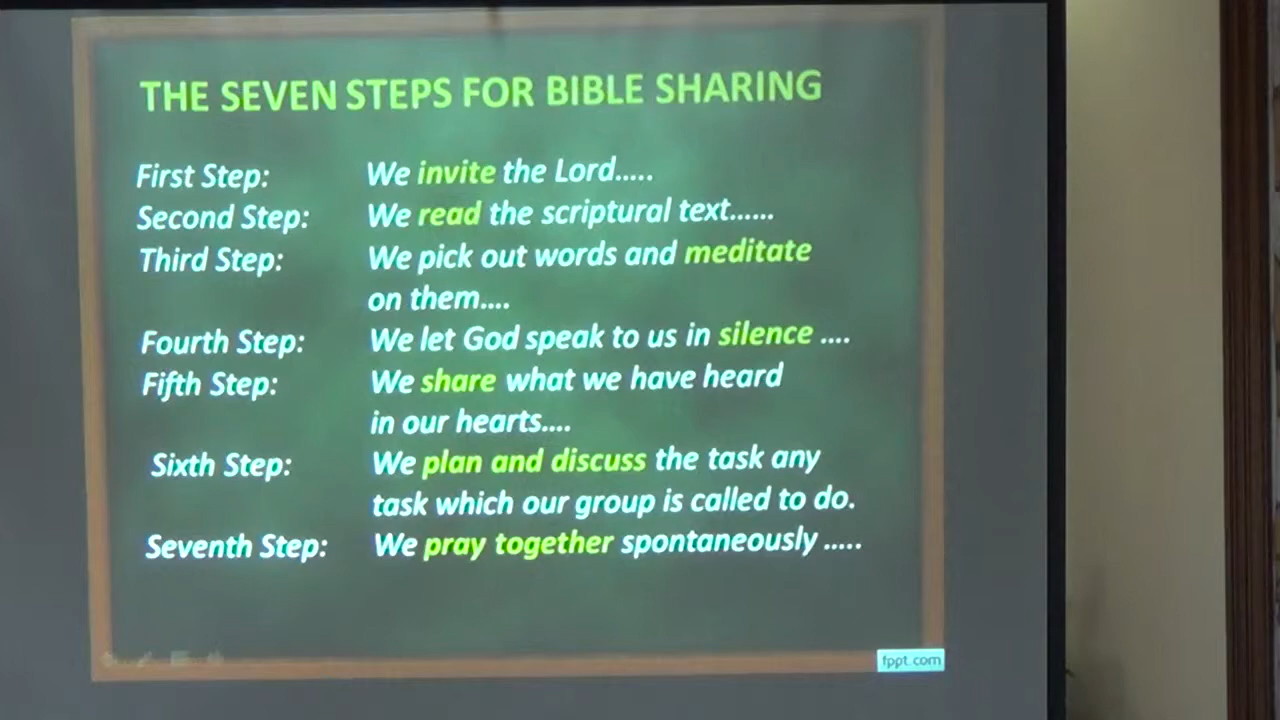 THE SEVEN STEPS FOR BIBLE SHARING
First Step: We invite the Lord.....
Second Step: We read the scriptural text......
Third Step: We pick out words and meditate
on them....
Fourth Step: We let God speak to us in silence ....
Fifth Step: We share what we have heard
in our hearts....
Sixth Step: We plan and discuss the task any
task which our group is called to do.
Seventh Step: We pray together spontaneously .....
fppt.com